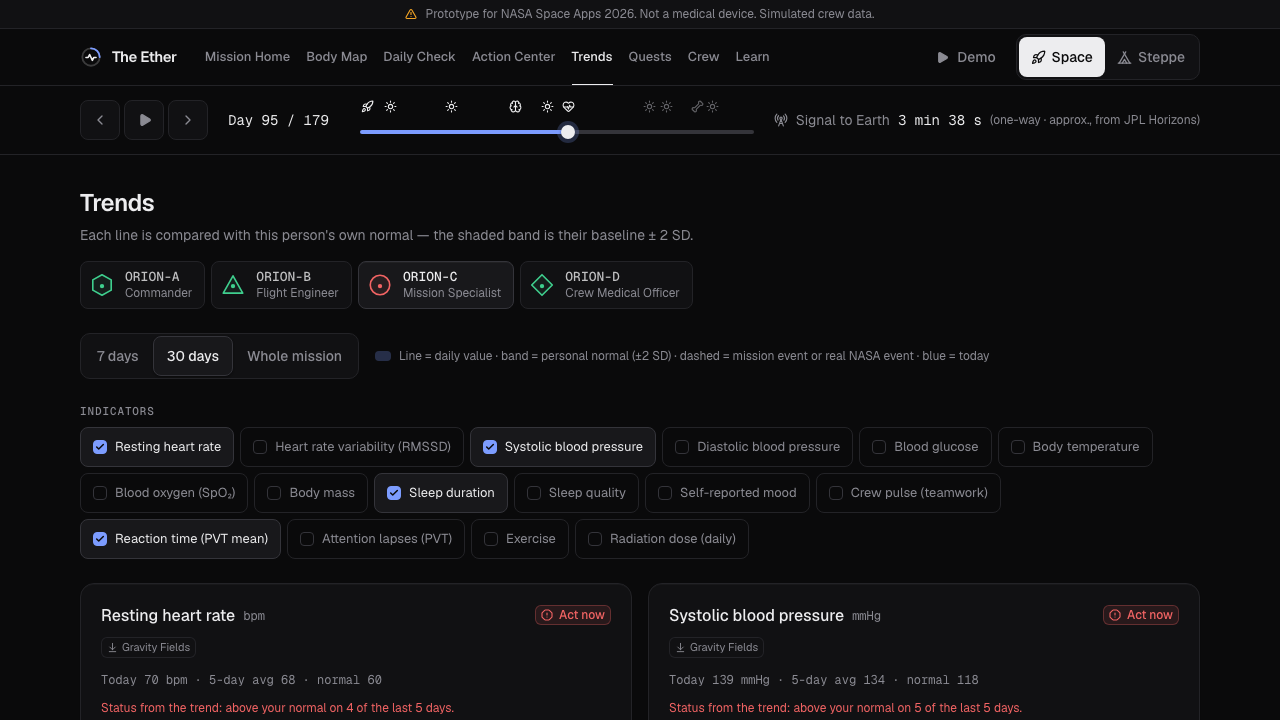 Prototype for NASA Space Apps 2026. Not a medical device. Simulated crew data.
The Ether Mission Home Body Map Daily Check Action Center Trends Quests Crew Learn Demo Space Steppe
Day 95 / 179 Signal to Earth 3 min 38 s (one-way · approx., from JPL Horizons)
Trends
Each line is compared with this person's own normal — the shaded band is their baseline ± 2 SD.
ORION-A ORION-B ORION-C ORION-D
Commander Flight Engineer Mission Specialist Crew Medical Officer
7 days 30 days Whole mission Line = daily value · band = personal normal (±2 SD) · dashed = mission event or real NASA event · blue = today
INDICATORS
Resting heart rate Heart rate variability (RMSSD) Systolic blood pressure Diastolic blood pressure Blood glucose Body temperature
Blood oxygen (SpO₂) Body mass Sleep duration Sleep quality Self-reported mood Crew pulse (teamwork)
Reaction time (PVT mean) Attention lapses (PVT) Exercise Radiation dose (daily)
Resting heart rate bpm Act now
Gravity Fields
Today 70 bpm · 5-day avg 68 · normal 60
Status from the trend: above your normal on 4 of the last 5 days.
Systolic blood pressure mmHg Act now
Gravity Fields
Today 139 mmHg · 5-day avg 134 · normal 118
Status from the trend: above your normal on 5 of the last 5 days.